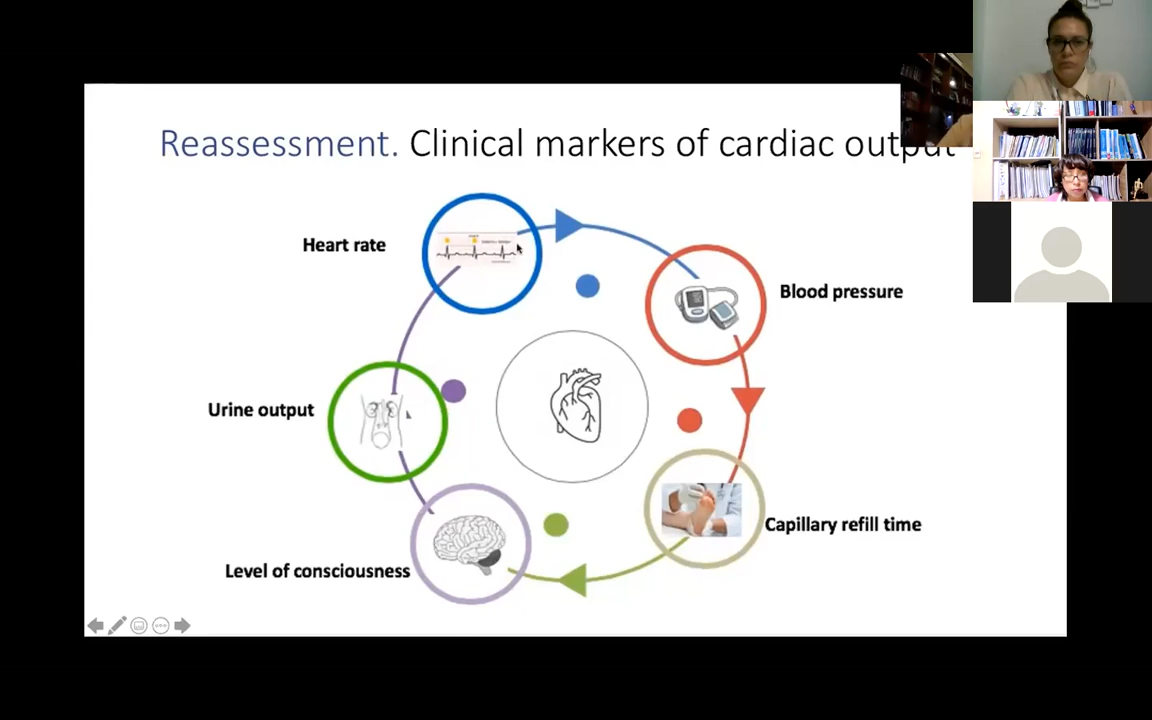 Reassessment. Clinical markers of cardiac output
Heart rate
Blood pressure
Urine output
Capillary refill time
Level of consciousness